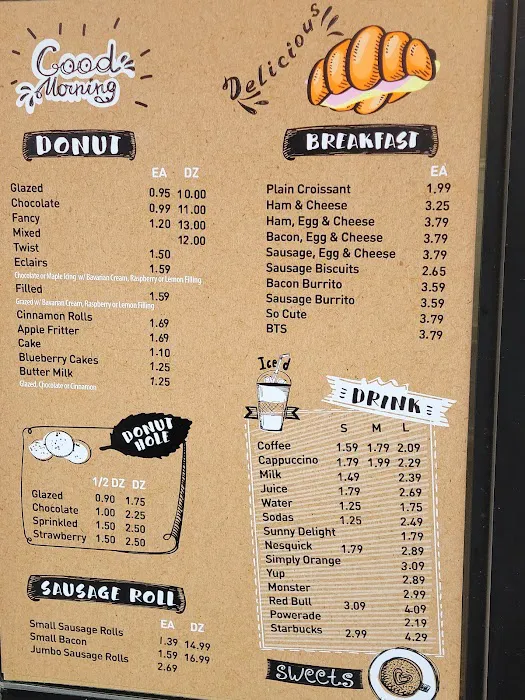 Good Morning
Delicious
DONUT
EA DZ
Glazed 0.95 10.00
Chocolate 0.99 11.00
Fancy 1.20 13.00
Mixed 12.00
Twist 1.50
Eclairs 1.59
Chocolate or Maple Icing w/ Bavarian Cream, Raspberry or Lemon Filling
Filled 1.59
Grazed w/ Bavarian Cream, Raspberry or Lemon Filling
Cinnamon Rolls 1.69
Apple Fritter 1.69
Cake 1.10
Blueberry Cakes 1.25
Butter Milk 1.25
Glazed, Chocolate or Cinnamon
DONUT HOLE
1/2 DZ DZ
Glazed 0.90 1.75
Chocolate 1.00 2.25
Sprinkled 1.50 2.50
Strawberry 1.50 2.50
SAUSAGE ROLL
EA DZ
Small Sausage Rolls 1.39 14.99
Small Bacon 1.59 16.99
Jumbo Sausage Rolls 2.69
BREAKFAST
EA
Plain Croissant 1.99
Ham & Cheese 3.25
Ham, Egg & Cheese 3.79
Bacon, Egg & Cheese 3.79
Sausage, Egg & Cheese 3.79
Sausage Biscuits 2.65
Bacon Burrito 3.59
Sausage Burrito 3.59
So Cute 3.79
BTS 3.79
Ice'd
DRINK
S M L
Coffee 1.59 1.79 2.09
Cappuccino 1.79 1.99 2.29
Milk 1.49 2.39
Juice 1.79 2.69
Water 1.25 1.75
Sodas 1.25 2.49
Sunny Delight 1.79
Nesquick 1.79 2.89
Simply Orange 3.09
Yup 2.89
Monster 2.99
Red Bull 3.09 4.09
Powerade 2.19
Starbucks 2.99 4.29
Sweets